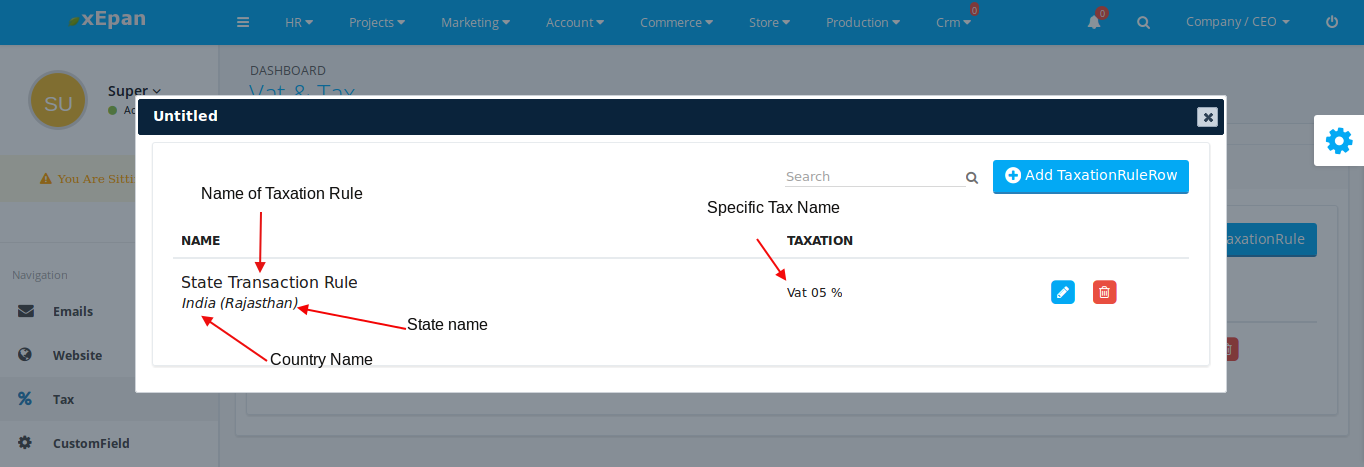 xEpan
HR
Projects
Marketing
Account
Commerce
Store
Production
Crm
0
0
Company / CEO
SU
Super
DASHBOARD
Vat & Tax
Untitled
You Are Sitti
Search
Add TaxationRuleRow
Name of Taxation Rule
Specific Tax Name
NAME
TAXATION
axationRule
Navigation
State Transaction Rule
India (Rajasthan)
Vat 05 %
State name
Country Name
Emails
Website
Tax
CustomField